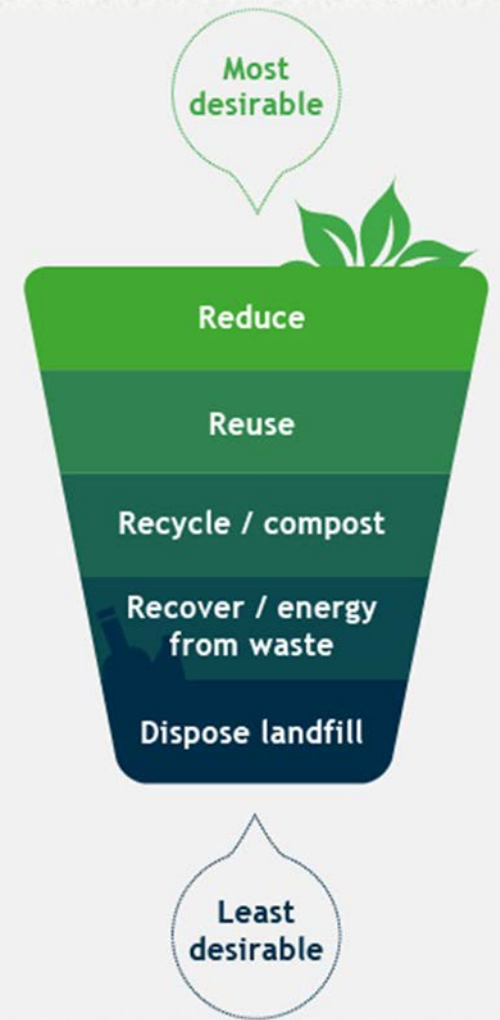 Most
desirable
Reduce
Reuse
Recycle / compost
Recover / energy
from waste
Dispose landfill
Least
desirable